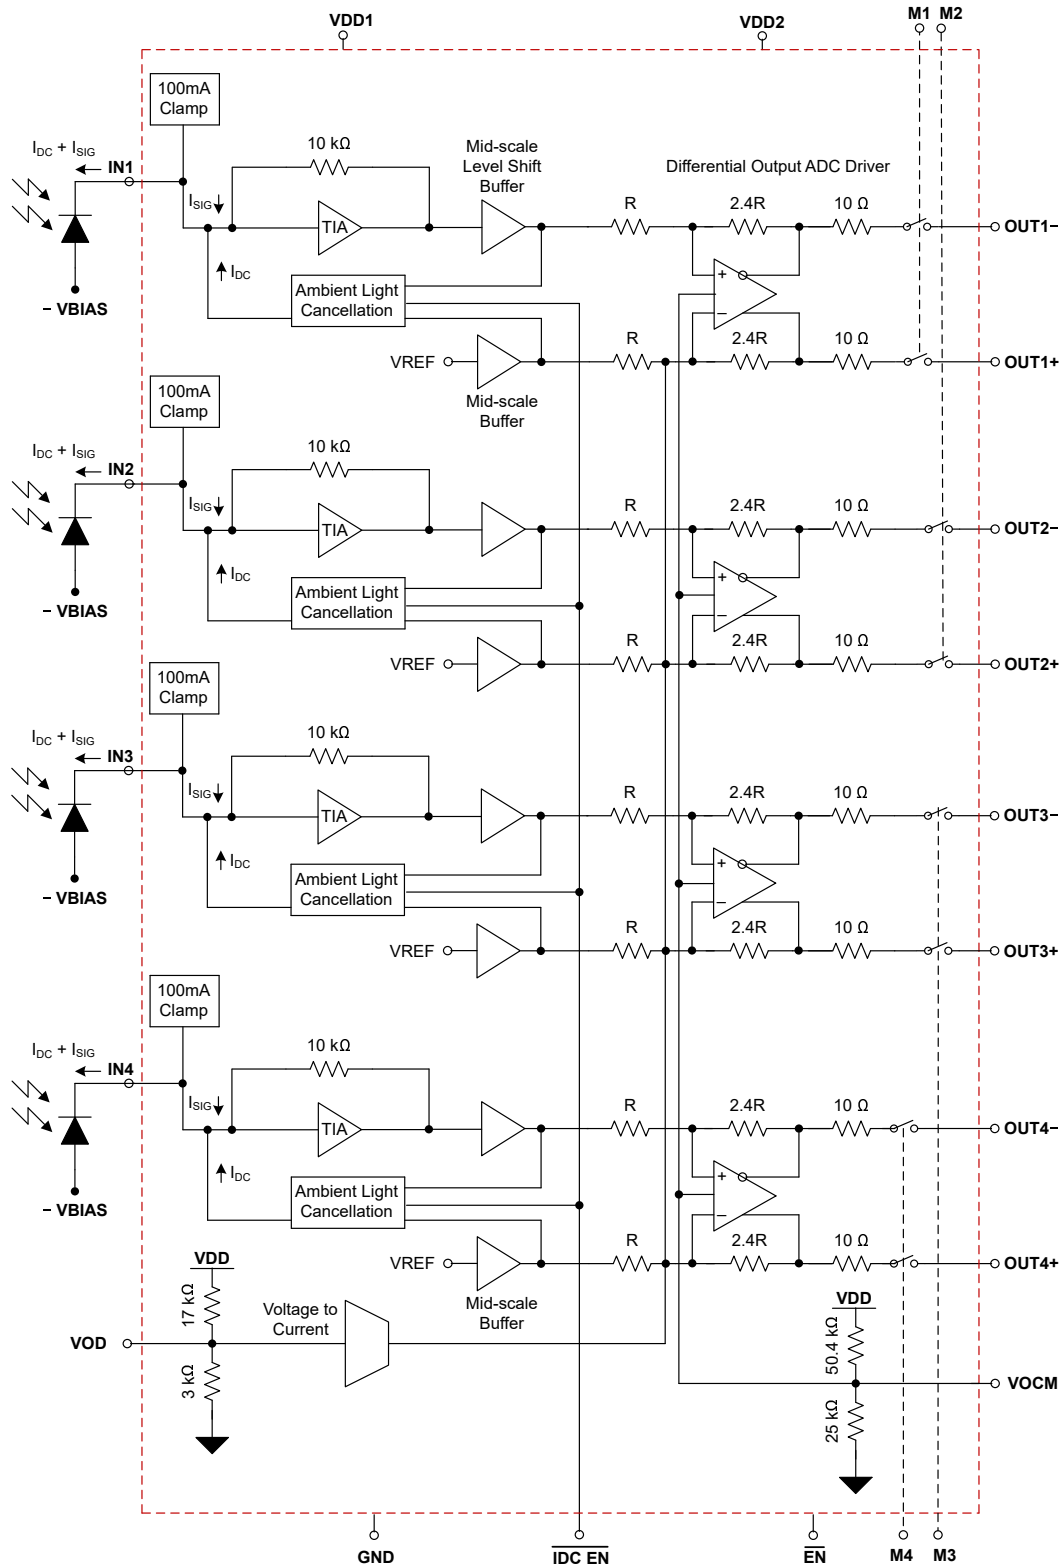 VDD1
VDD2
M1
M2
100mA
Clamp
10 kΩ
Mid-scale
Level Shift
Buffer
Differential Output ADC Driver
I_DC + I_SIG
IN1
I_SIG
TIA
R
2.4R
10 Ω
OUT1−
I_DC
− VBIAS
Ambient Light
Cancellation
+
−
VREF
Mid-scale
Buffer
R
2.4R
10 Ω
OUT1+
100mA
Clamp
10 kΩ
I_DC + I_SIG
IN2
I_SIG
TIA
R
2.4R
10 Ω
OUT2−
I_DC
− VBIAS
Ambient Light
Cancellation
+
−
VREF
R
2.4R
10 Ω
OUT2+
100mA
Clamp
10 kΩ
I_DC + I_SIG
IN3
I_SIG
TIA
R
2.4R
10 Ω
OUT3−
I_DC
− VBIAS
Ambient Light
Cancellation
+
−
VREF
R
2.4R
10 Ω
OUT3+
100mA
Clamp
10 kΩ
I_DC + I_SIG
IN4
I_SIG
TIA
R
2.4R
10 Ω
OUT4−
I_DC
− VBIAS
Ambient Light
Cancellation
+
−
VREF
Mid-scale
Buffer
R
2.4R
10 Ω
OUT4+
VDD
17 kΩ
VOD
3 kΩ
Voltage to
Current
VDD
50.4 kΩ
VOCM
25 kΩ
GND
IDC EN
EN
M4
M3